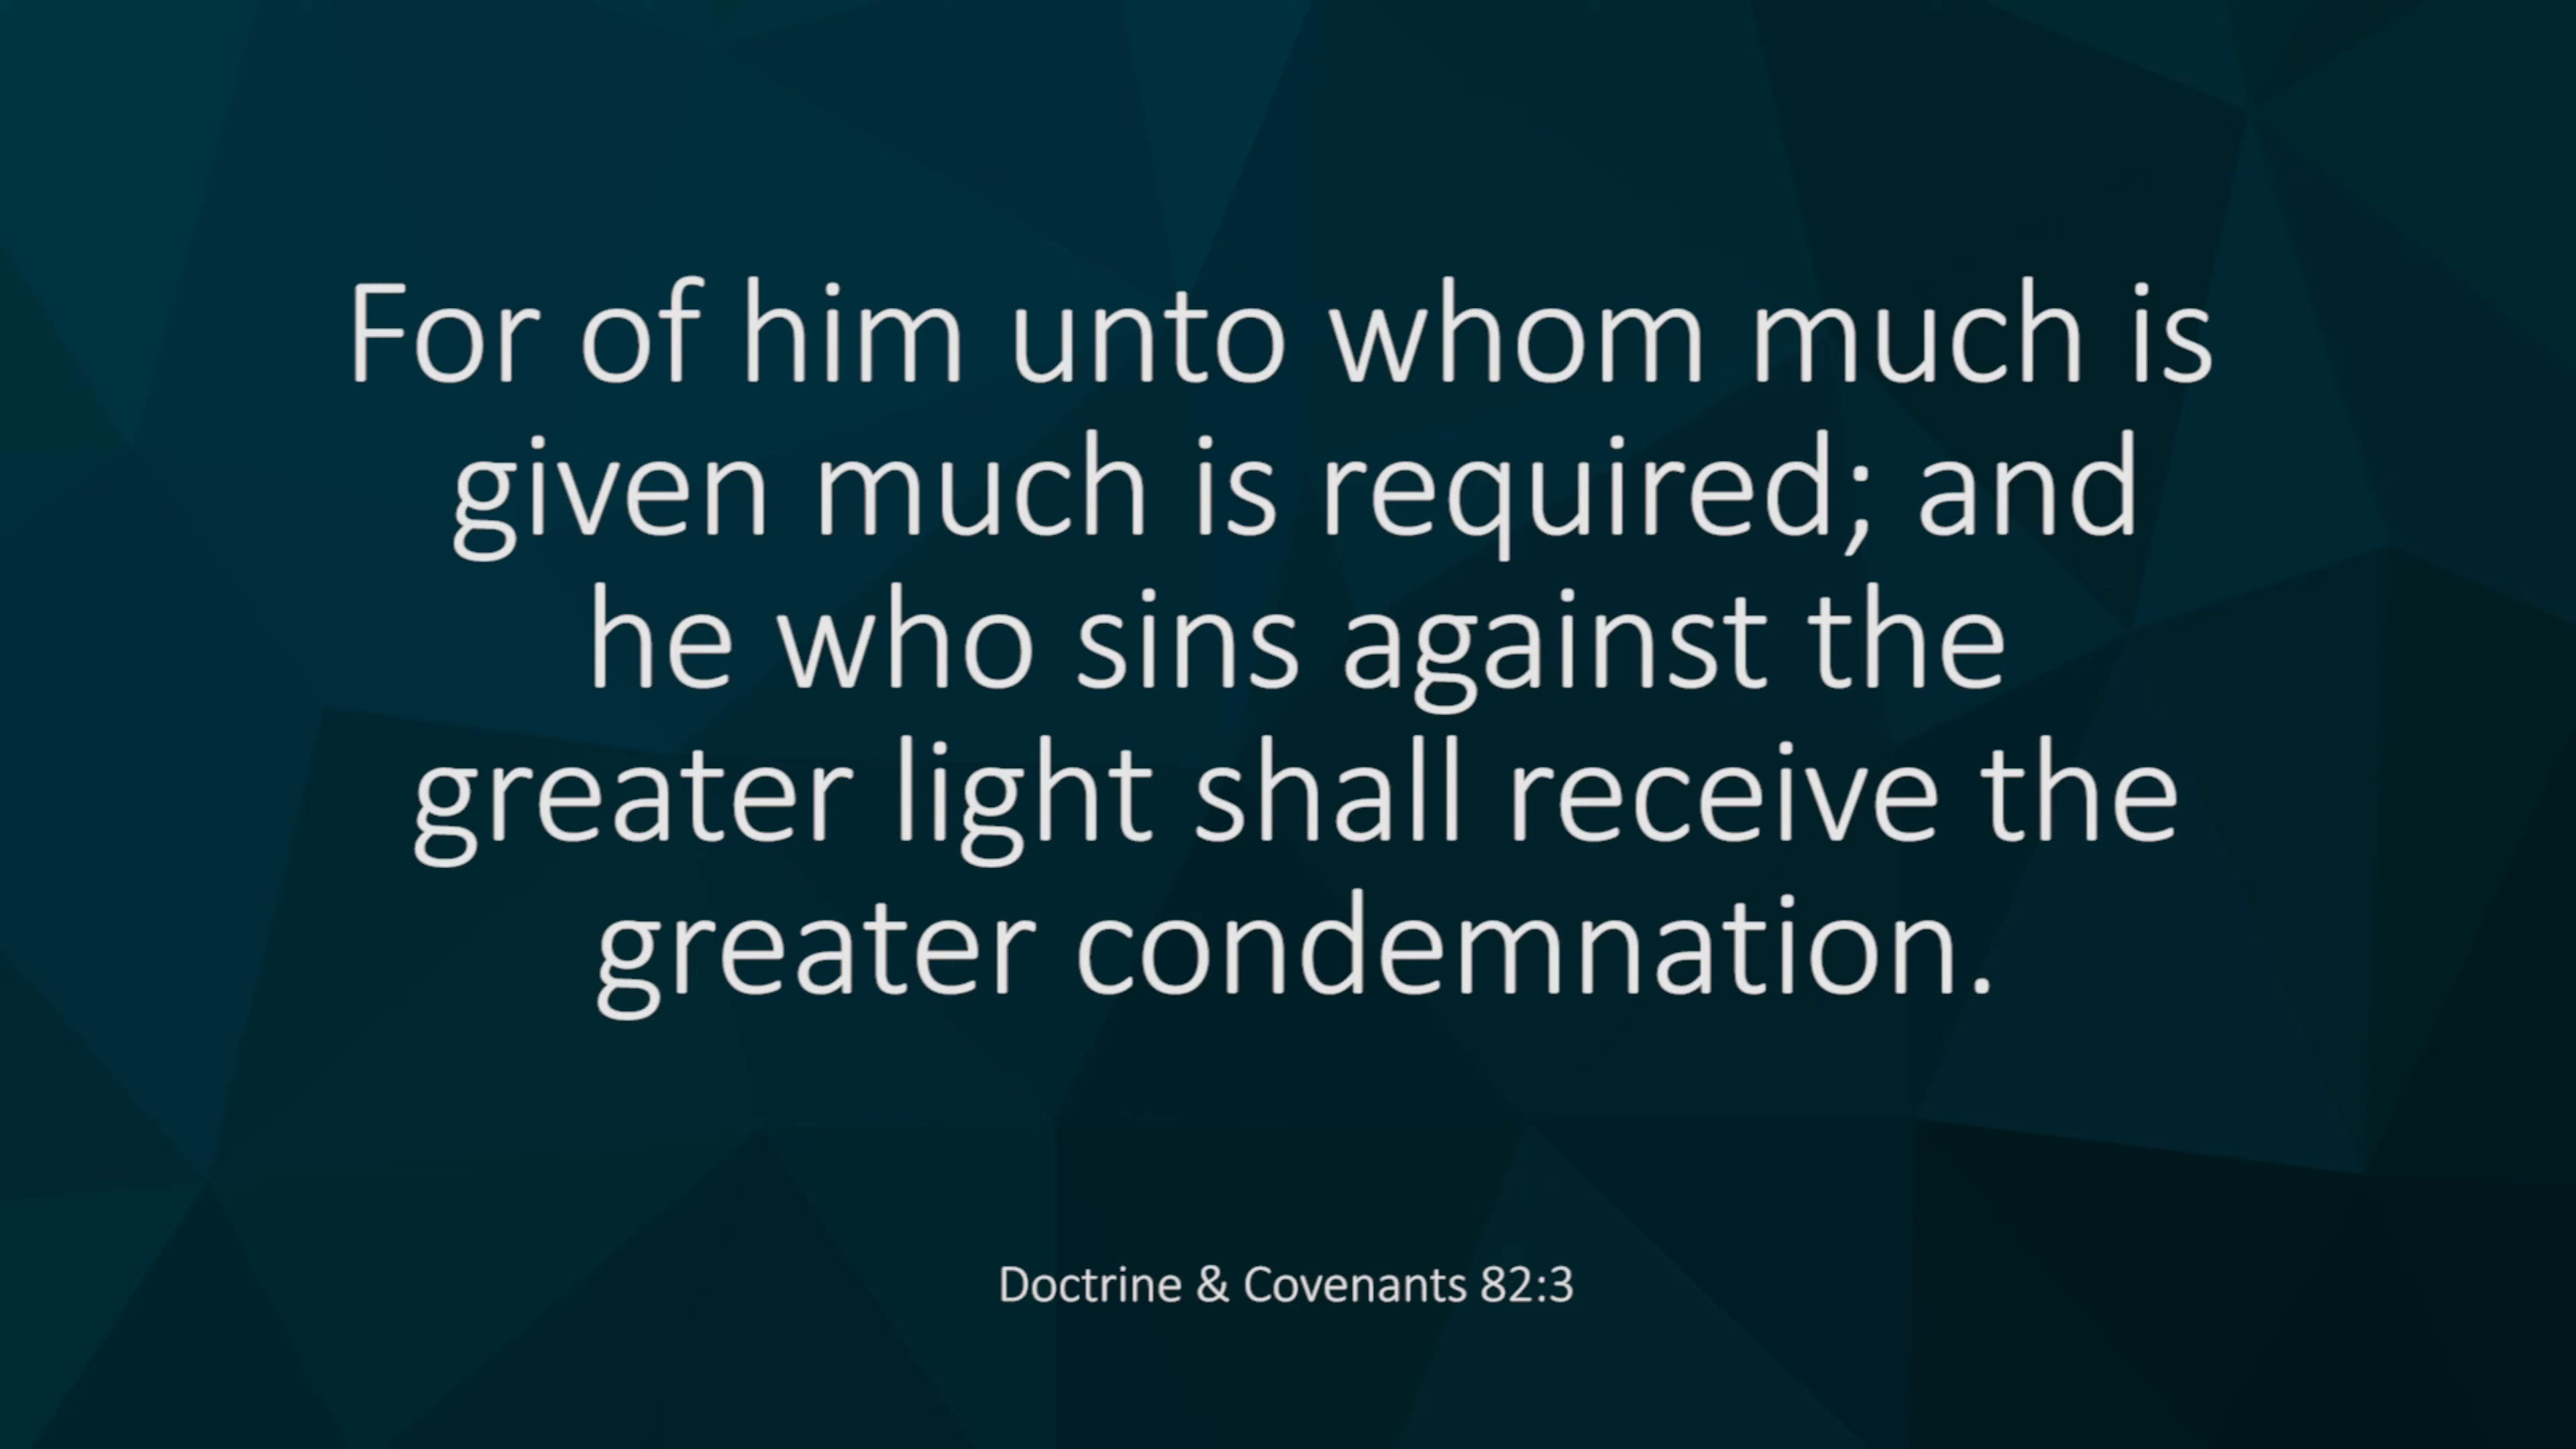 For of him unto whom much is
given much is required; and
he who sins against the
greater light shall receive the
greater condemnation.
Doctrine & Covenants 82:3